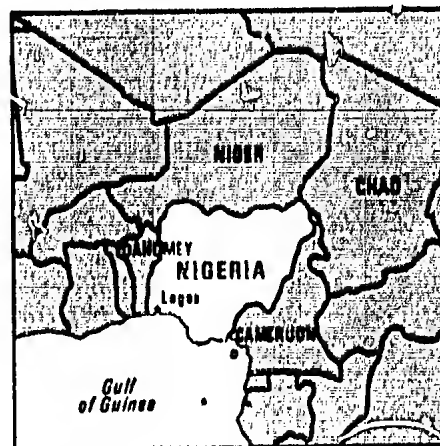 NIGER
CHAD
DAHOMEY
NIGERIA
Lagos
CAMEROON
Gulf
of Guinea